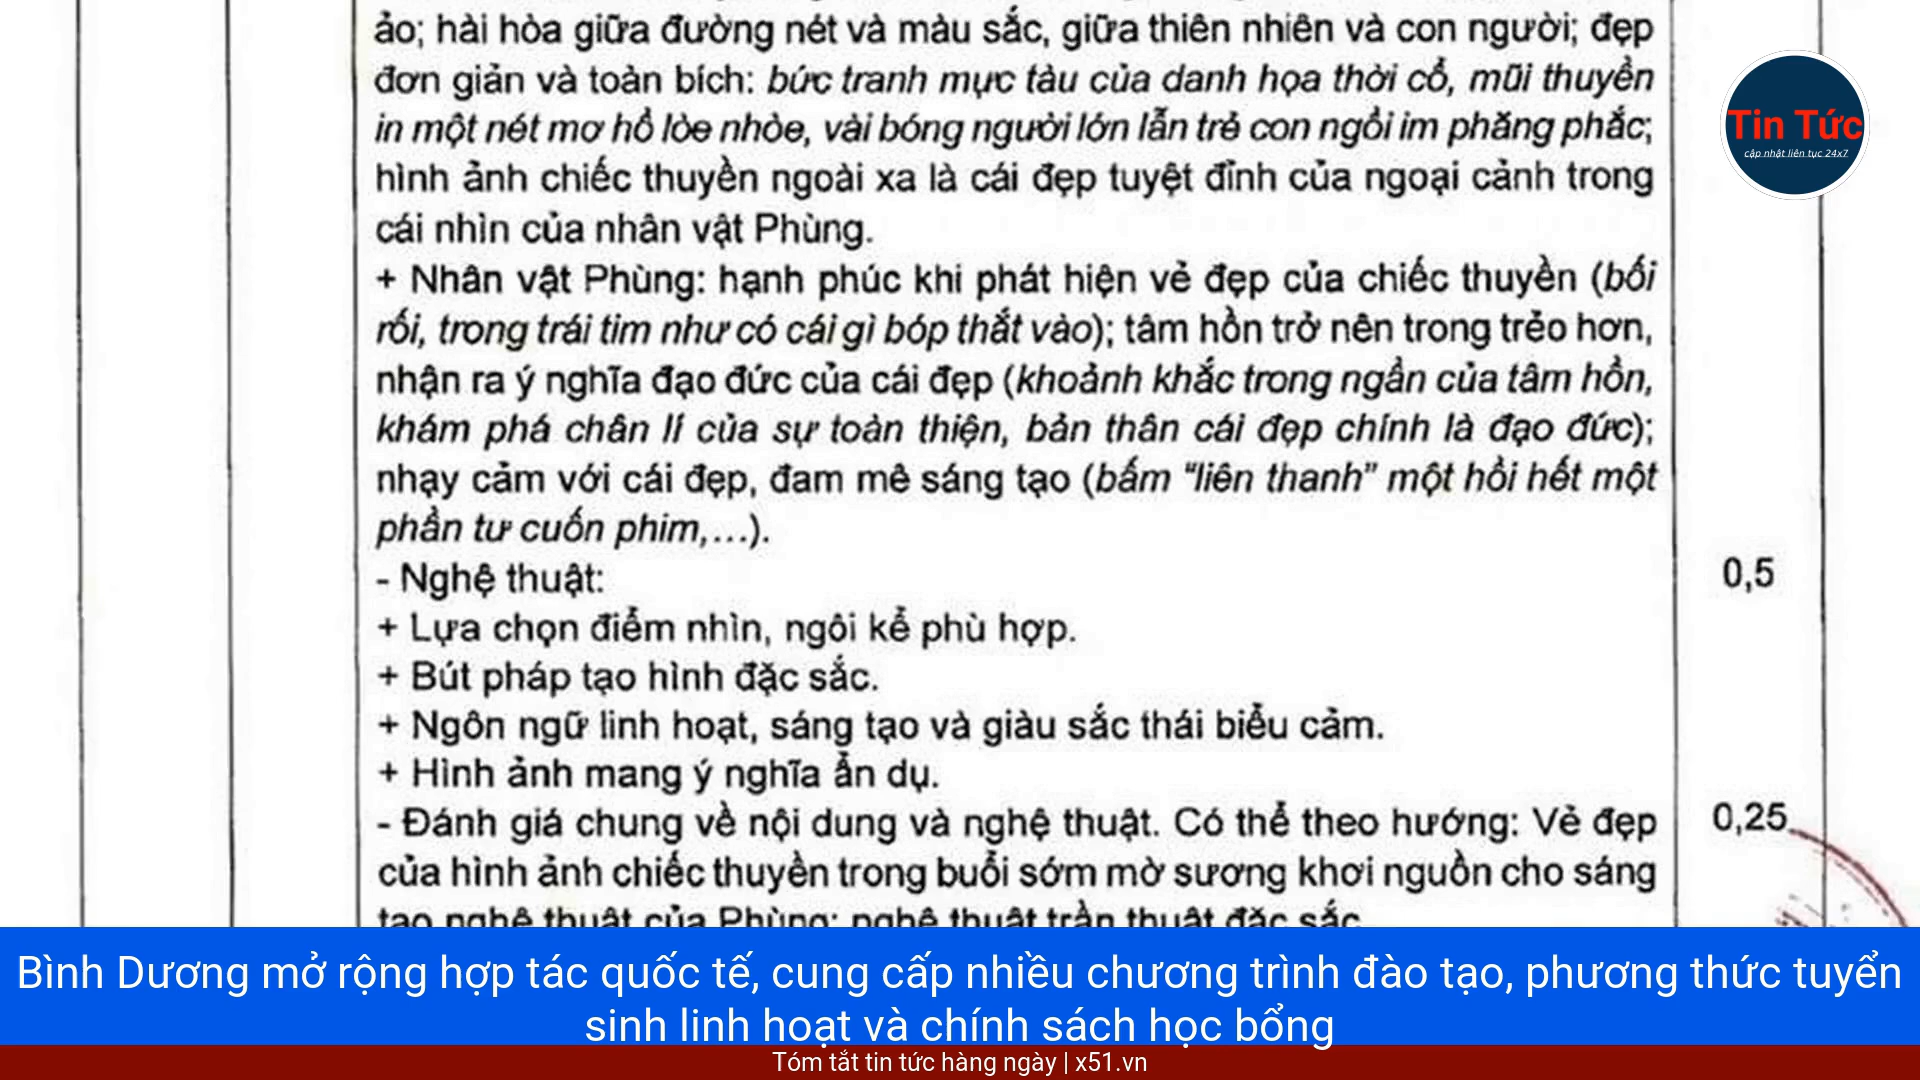 ảo; hài hòa giữa đường nét và màu sắc, giữa thiên nhiên và con người; đẹp
đơn giản và toàn bích: bức tranh mực tàu của danh họa thời cổ, mũi thuyền
in một nét mơ hồ lòe nhòe, vài bóng người lớn lẫn trẻ con ngồi im phăng phắc;
hình ảnh chiếc thuyền ngoài xa là cái đẹp tuyệt đỉnh của ngoại cảnh trong
cái nhìn của nhân vật Phùng.
+ Nhân vật Phùng: hạnh phúc khi phát hiện vẻ đẹp của chiếc thuyền (bối
rối, trong trái tim như có cái gì bóp thắt vào); tâm hồn trở nên trong trẻo hơn,
nhận ra ý nghĩa đạo đức của cái đẹp (khoảnh khắc trong ngần của tâm hồn,
khám phá chân lí của sự toàn thiện, bản thân cái đẹp chính là đạo đức);
nhạy cảm với cái đẹp, đam mê sáng tạo (bấm “liên thanh” một hồi hết một
phần tư cuốn phim,…).
- Nghệ thuật:
0,5
+ Lựa chọn điểm nhìn, ngôi kể phù hợp.
+ Bút pháp tạo hình đặc sắc.
+ Ngôn ngữ linh hoạt, sáng tạo và giàu sắc thái biểu cảm.
+ Hình ảnh mang ý nghĩa ẩn dụ.
- Đánh giá chung về nội dung và nghệ thuật. Có thể theo hướng: Vẻ đẹp
0,25
của hình ảnh chiếc thuyền trong buổi sớm mờ sương khơi nguồn cho sáng
tạo nghệ thuật của Phùng; nghệ thuật trần thuật đặc sắc.
Tin Tức
cập nhật liên tục 24x7
Bình Dương mở rộng hợp tác quốc tế, cung cấp nhiều chương trình đào tạo, phương thức tuyển
sinh linh hoạt và chính sách học bổng
Tóm tắt tin tức hàng ngày | x51.vn